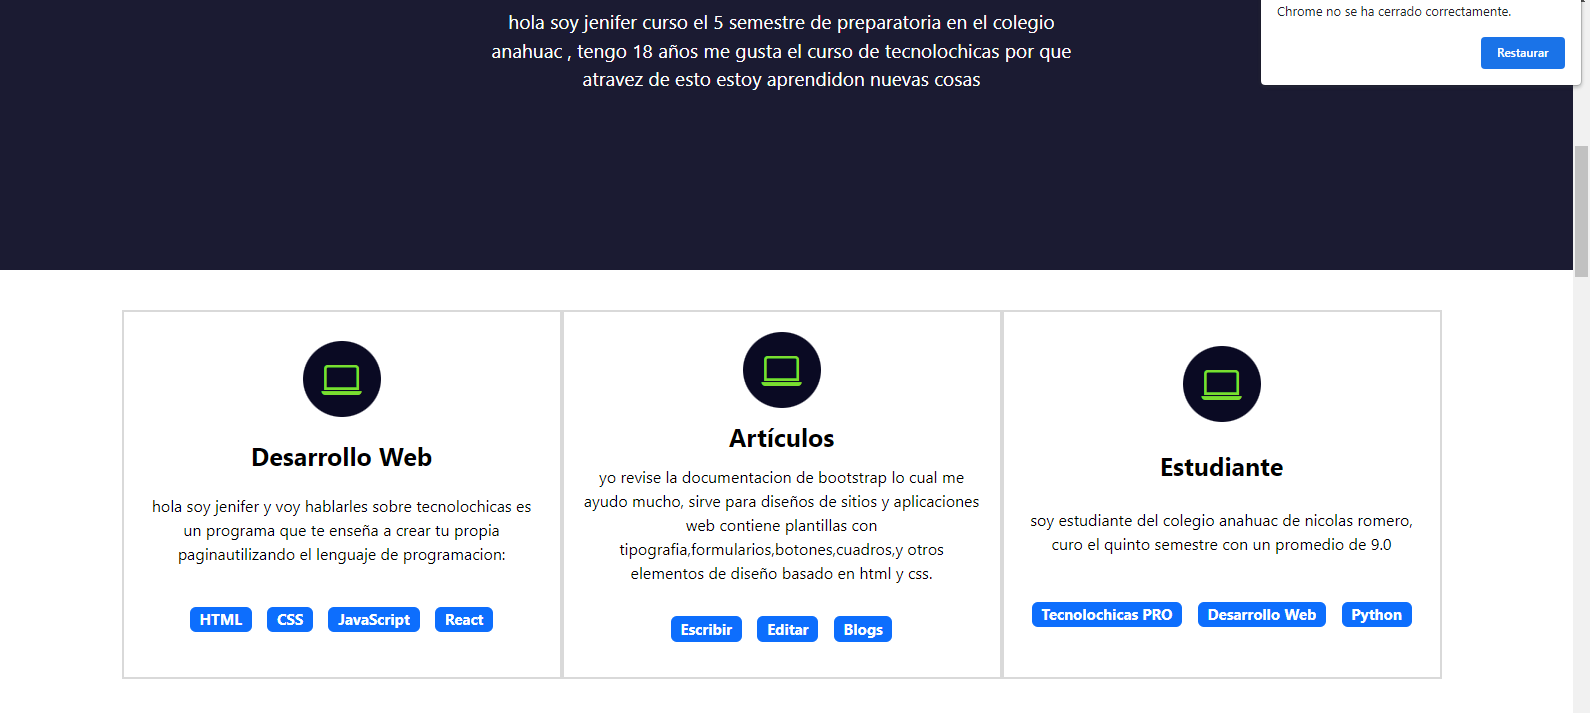 hola soy jenifer curso el 5 semestre de preparatoria en el colegio
anahuac , tengo 18 años me gusta el curso de tecnolochicas por que
atravez de esto estoy aprendidon nuevas cosas
Chrome no se ha cerrado correctamente.
Restaurar
Desarrollo Web
hola soy jenifer y voy hablarles sobre tecnolochicas es
un programa que te enseña a crear tu propia
paginautilizando el lenguaje de programacion:
HTML CSS JavaScript React
Artículos
yo revise la documentacion de bootstrap lo cual me
ayudo mucho, sirve para diseños de sitios y aplicaciones
web contiene plantillas con
tipografia,formularios,botones,cuadros,y otros
elementos de diseño basado en html y css.
Escribir Editar Blogs
Estudiante
soy estudiante del colegio anahuac de nicolas romero,
curo el quinto semestre con un promedio de 9.0
Tecnolochicas PRO Desarrollo Web Python